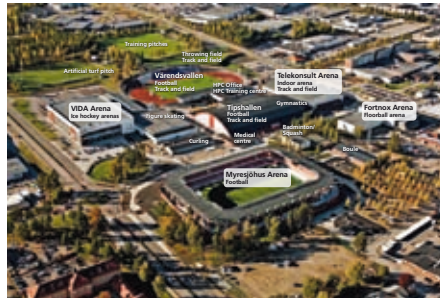 Training pitches
Throwing field
Track and field
Artificial turf pitch
Värendsvallen
Football
Track and field
HPC Office
HPC Training centre
Telekonsult Arena
Indoor arena
Track and field
VIDA Arena
Ice hockey arenas
Figure skating
Tipshallen
Football
Track and field
Gymnastics
Fortnox Arena
Floorball arena
Curling
Medical
centre
Badminton/
Squash
Boule
Myresjöhus Arena
Football